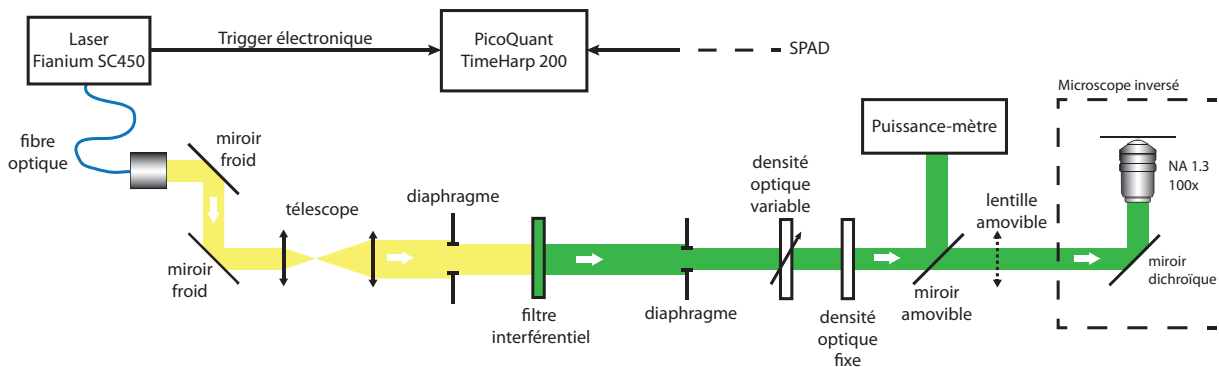 Laser
Fianium SC450
Trigger électronique
PicoQuant
TimeHarp 200
SPAD
Microscope inversé
fibre
optique
miroir
froid
Puissance-mètre
NA 1.3
100x
miroir
froid
télescope
diaphragme
densité
optique
variable
lentille
amovible
miroir
dichroïque
filtre
interférentiel
diaphragme
densité
optique
fixe
miroir
amovible